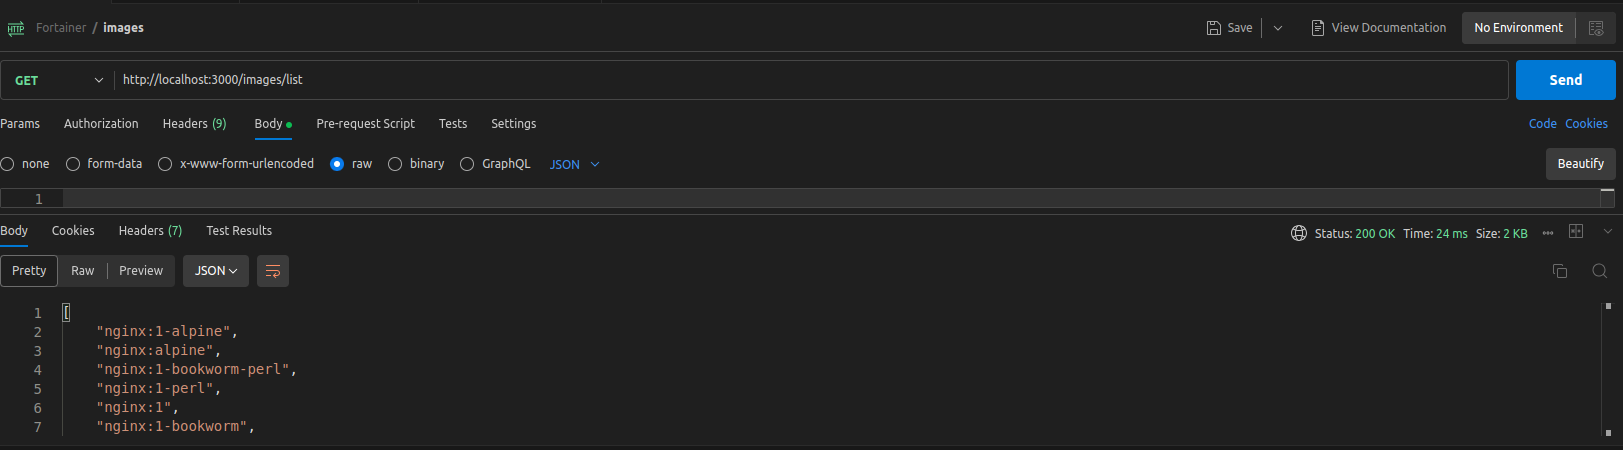 HTTP Fortainer / images Save View Documentation No Environment
GET http://localhost:3000/images/list Send
Params Authorization Headers (9) Body Pre-request Script Tests Settings Code Cookies
none form-data x-www-form-urlencoded raw binary GraphQL JSON Beautify
1
Body Cookies Headers (7) Test Results Status: 200 OK Time: 24 ms Size: 2 KB
Pretty Raw Preview JSON
1 [
2 "nginx:1-alpine",
3 "nginx:alpine",
4 "nginx:1-bookworm-perl",
5 "nginx:1-perl",
6 "nginx:1",
7 "nginx:1-bookworm",